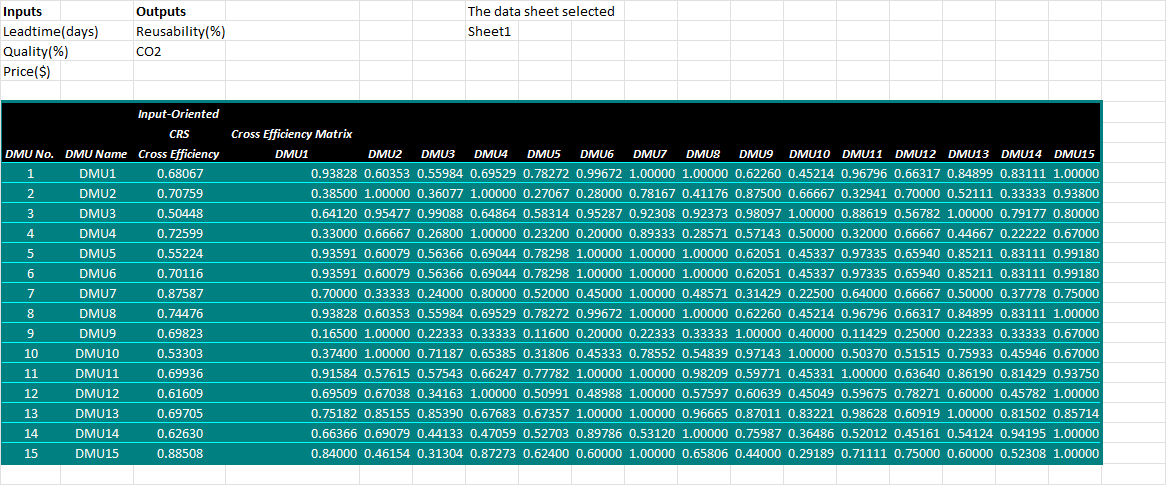 Inputs Outputs The data sheet selected
Leadtime(days) Reusability(%) Sheet1
Quality(%) CO2
Price($)
Input-Oriented
CRS Cross Efficiency Matrix
DMU No. DMU Name Cross Efficiency DMU1 DMU2 DMU3 DMU4 DMU5 DMU6 DMU7 DMU8 DMU9 DMU10 DMU11 DMU12 DMU13 DMU14 DMU15
1 DMU1 0.68067 0.93828 0.60353 0.55984 0.69529 0.78272 0.99672 1.00000 1.00000 0.62260 0.45214 0.96796 0.66317 0.84899 0.83111 1.00000
2 DMU2 0.70759 0.38500 1.00000 0.36077 1.00000 0.27067 0.28000 0.78167 0.41176 0.87500 0.66667 0.32941 0.70000 0.52111 0.33333 0.93800
3 DMU3 0.50448 0.64120 0.95477 0.99088 0.64864 0.58314 0.95287 0.92308 0.92373 0.98097 1.00000 0.88619 0.56782 1.00000 0.79177 0.80000
4 DMU4 0.72599 0.33000 0.66667 0.26800 1.00000 0.23200 0.20000 0.89333 0.28571 0.57143 0.50000 0.32000 0.66667 0.44667 0.22222 0.67000
5 DMU5 0.55224 0.93591 0.60079 0.56366 0.69044 0.78298 1.00000 1.00000 1.00000 0.62051 0.45337 0.97335 0.65940 0.85211 0.83111 0.99180
6 DMU6 0.70116 0.93591 0.60079 0.56366 0.69044 0.78298 1.00000 1.00000 1.00000 0.62051 0.45337 0.97335 0.65940 0.85211 0.83111 0.99180
7 DMU7 0.87587 0.70000 0.33333 0.24000 0.80000 0.52000 0.45000 1.00000 0.48571 0.31429 0.22500 0.64000 0.66667 0.50000 0.37778 0.75000
8 DMU8 0.74476 0.93828 0.60353 0.55984 0.69529 0.78272 0.99672 1.00000 1.00000 0.62260 0.45214 0.96796 0.66317 0.84899 0.83111 1.00000
9 DMU9 0.69823 0.16500 1.00000 0.22333 0.33333 0.11600 0.20000 0.22333 0.33333 1.00000 0.40000 0.11429 0.25000 0.22333 0.33333 0.67000
10 DMU10 0.53303 0.37400 1.00000 0.71187 0.65385 0.31806 0.45333 0.78552 0.54839 0.97143 1.00000 0.50370 0.51515 0.75933 0.45946 0.67000
11 DMU11 0.69936 0.91584 0.57615 0.57543 0.66247 0.77782 1.00000 1.00000 0.98209 0.59771 0.45331 1.00000 0.63640 0.86190 0.81429 0.93750
12 DMU12 0.61609 0.69509 0.67038 0.34163 1.00000 0.50991 0.48988 1.00000 0.57597 0.60639 0.45049 0.59675 0.78271 0.60000 0.45782 1.00000
13 DMU13 0.69705 0.75182 0.85155 0.85390 0.67683 0.67357 1.00000 1.00000 0.96665 0.87011 0.83221 0.98628 0.60919 1.00000 0.81502 0.85714
14 DMU14 0.62630 0.66366 0.69079 0.44133 0.47059 0.52703 0.89786 0.53120 1.00000 0.75987 0.36486 0.52012 0.45161 0.54124 0.94195 1.00000
15 DMU15 0.88508 0.84000 0.46154 0.31304 0.87273 0.62400 0.60000 1.00000 0.65806 0.44000 0.29189 0.71111 0.75000 0.60000 0.52308 1.00000